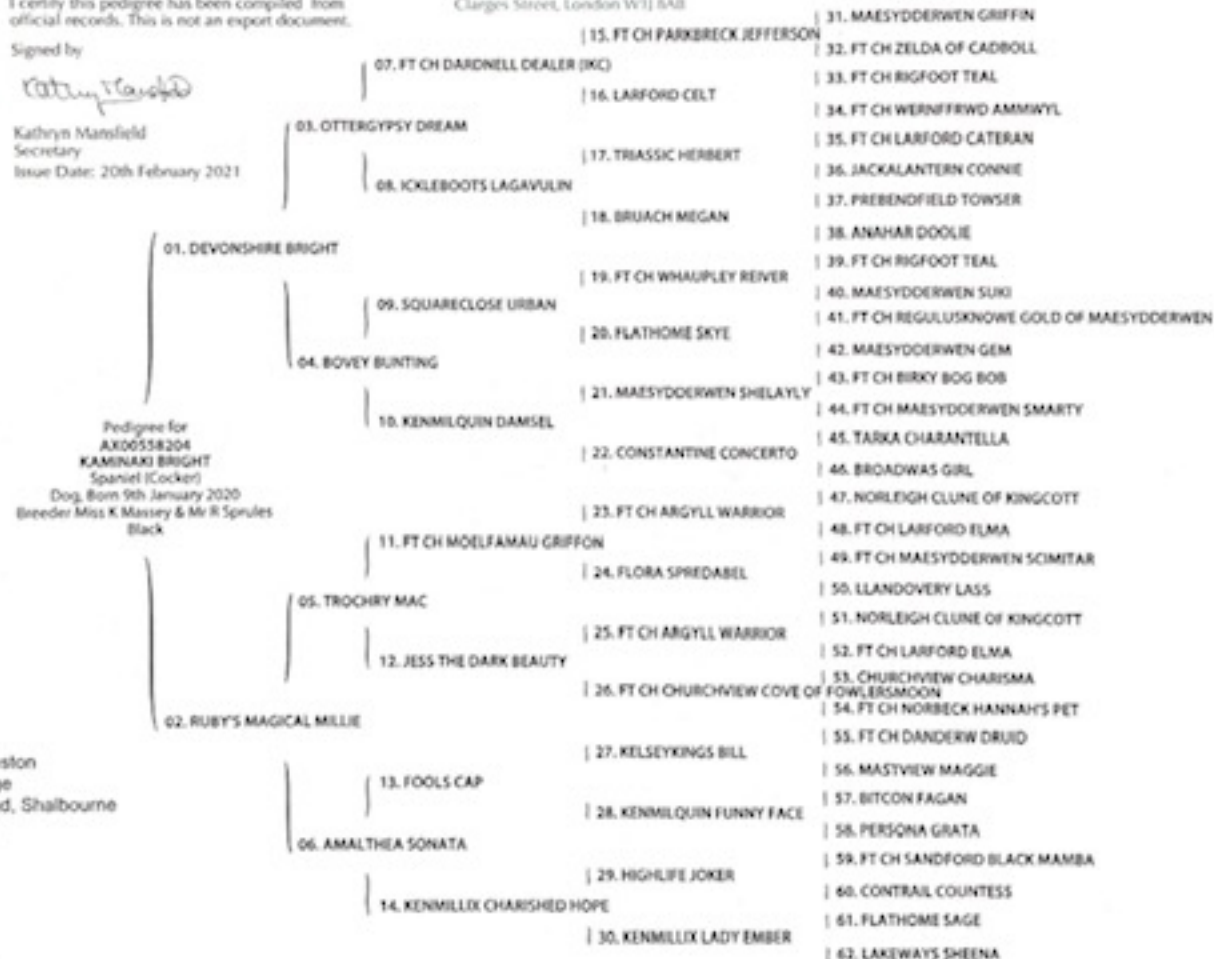 I certify this pedigree has been compiled from
official records. This is not an export document.
Clarges Street, London W1J 8AB
Signed by
Kathryn Mansfield
Secretary
Issue Date: 20th February 2021
Pedigree for
AX00558204
KAMINAKI BRIGHT
Spaniel (Cocker)
Dog, Born 9th January 2020
Breeder Miss K Massey & Mr R Sprules
Black
eston
ge
d, Shalbourne
01. DEVONSHIRE BRIGHT
02. RUBY'S MAGICAL MILLIE
03. OTTERGYPSY DREAM
04. BOVEY BUNTING
05. TROCHRY MAC
06. AMALTHEA SONATA
07. FT CH DARDNELL DEALER (IKC)
08. ICKLEBOOTS LAGAVULIN
09. SQUARECLOSE URBAN
10. KENMILQUIN DAMSEL
11. FT CH MOELFAMAU GRIFFON
12. JESS THE DARK BEAUTY
13. FOOLS CAP
14. KENMILLIX CHARISHED HOPE
15. FT CH PARKBRECK JEFFERSON
16. LARFORD CELT
17. TRIASSIC HERBERT
18. BRUACH MEGAN
19. FT CH WHAUPLEY REIVER
20. FLATHOME SKYE
21. MAESYDDERWEN SHELAYLY
22. CONSTANTINE CONCERTO
23. FT CH ARGYLL WARRIOR
24. FLORA SPREDABEL
25. FT CH ARGYLL WARRIOR
26. FT CH CHURCHVIEW COVE OF FOWLERSMOON
27. KELSEYKINGS BILL
28. KENMILQUIN FUNNY FACE
29. HIGHLIFE JOKER
30. KENMILLIX LADY EMBER
31. MAESYDDERWEN GRIFFIN
32. FT CH ZELDA OF CADBOLL
33. FT CH RIGFOOT TEAL
34. FT CH WERNFFRWD AMMWYL
35. FT CH LARFORD CATERAN
36. JACKALANTERN CONNIE
37. PREBENDFIELD TOWSER
38. ANAHAR DOOLIE
39. FT CH RIGFOOT TEAL
40. MAESYDDERWEN SUKI
41. FT CH REGULUSKNOWE GOLD OF MAESYDDERWEN
42. MAESYDDERWEN GEM
43. FT CH BIRKY BOG BOB
44. FT CH MAESYDDERWEN SMARTY
45. TARKA CHARANTELLA
46. BROADWAS GIRL
47. NORLEIGH CLUNE OF KINGCOTT
48. FT CH LARFORD ELMA
49. FT CH MAESYDDERWEN SCIMITAR
50. LLANDOVERY LASS
51. NORLEIGH CLUNE OF KINGCOTT
52. FT CH LARFORD ELMA
53. CHURCHVIEW CHARISMA
54. FT CH NORBECK HANNAH'S PET
55. FT CH DANDERW DRUID
56. MASTVIEW MAGGIE
57. BITCON FAGAN
58. PERSONA GRATA
59. FT CH SANDFORD BLACK MAMBA
60. CONTRAIL COUNTESS
61. FLATHOME SAGE
62. LAKEWAYS SHEENA